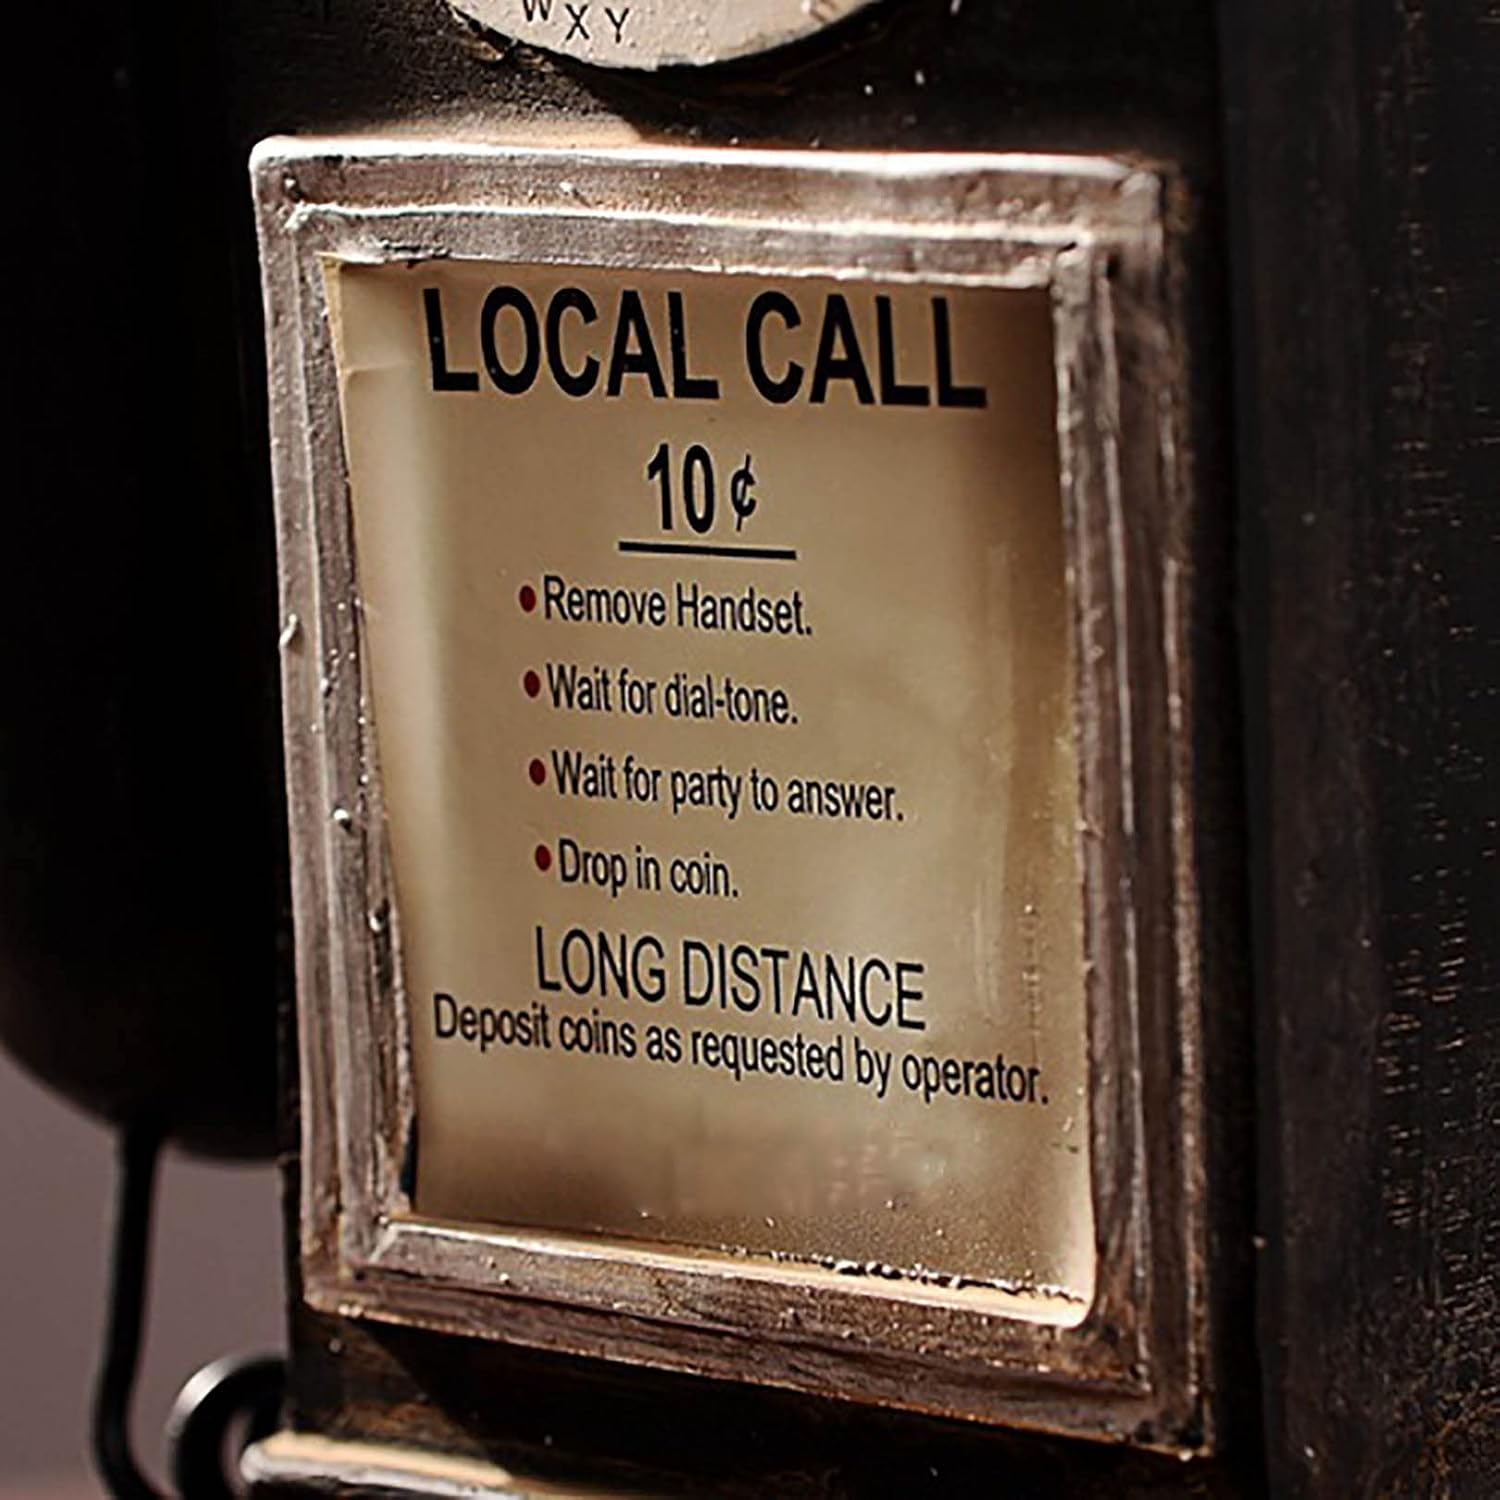 W X Y
LOCAL CALL
10¢
• Remove Handset.
• Wait for dial-tone.
• Wait for party to answer.
• Drop in coin.
LONG DISTANCE
Deposit coins as requested by operator.